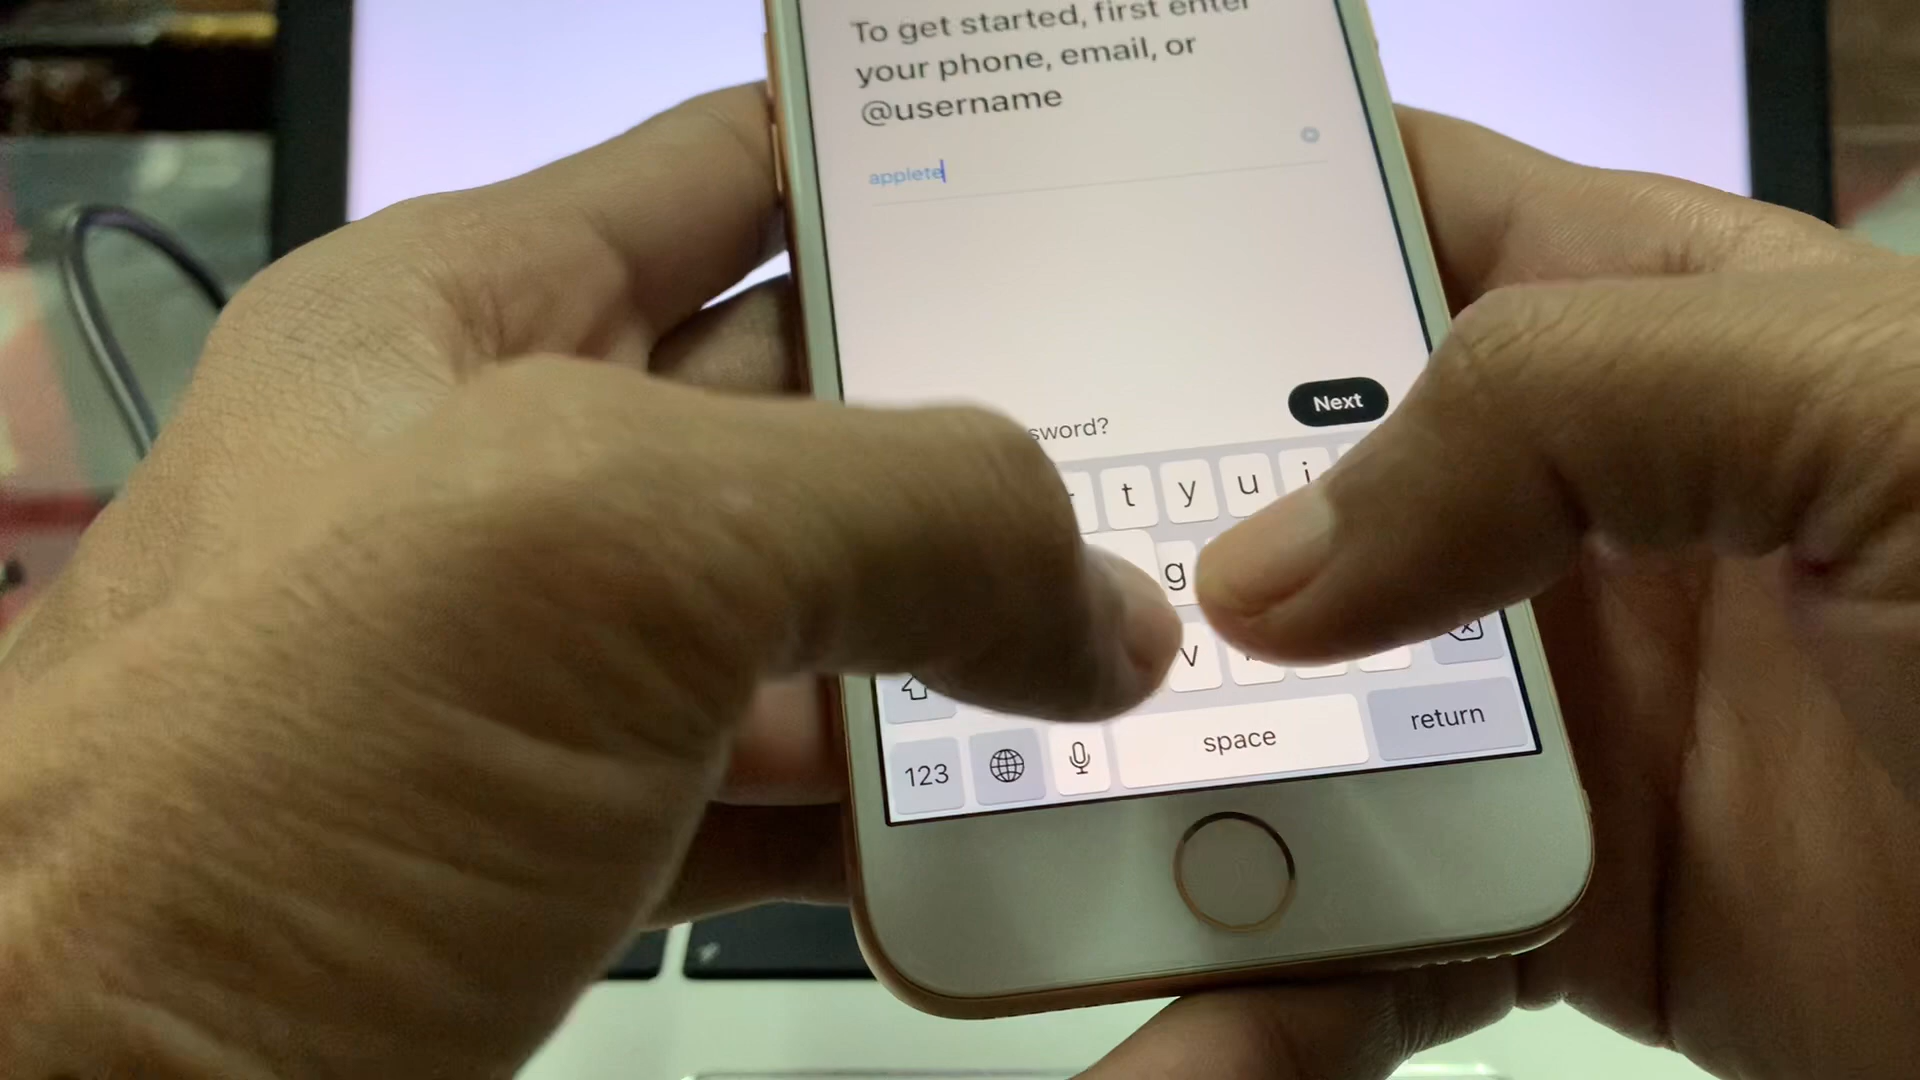 To get started, first enter
your phone, email, or
@username
applete
Next
sword?
t y u i
g
v
123
space
return